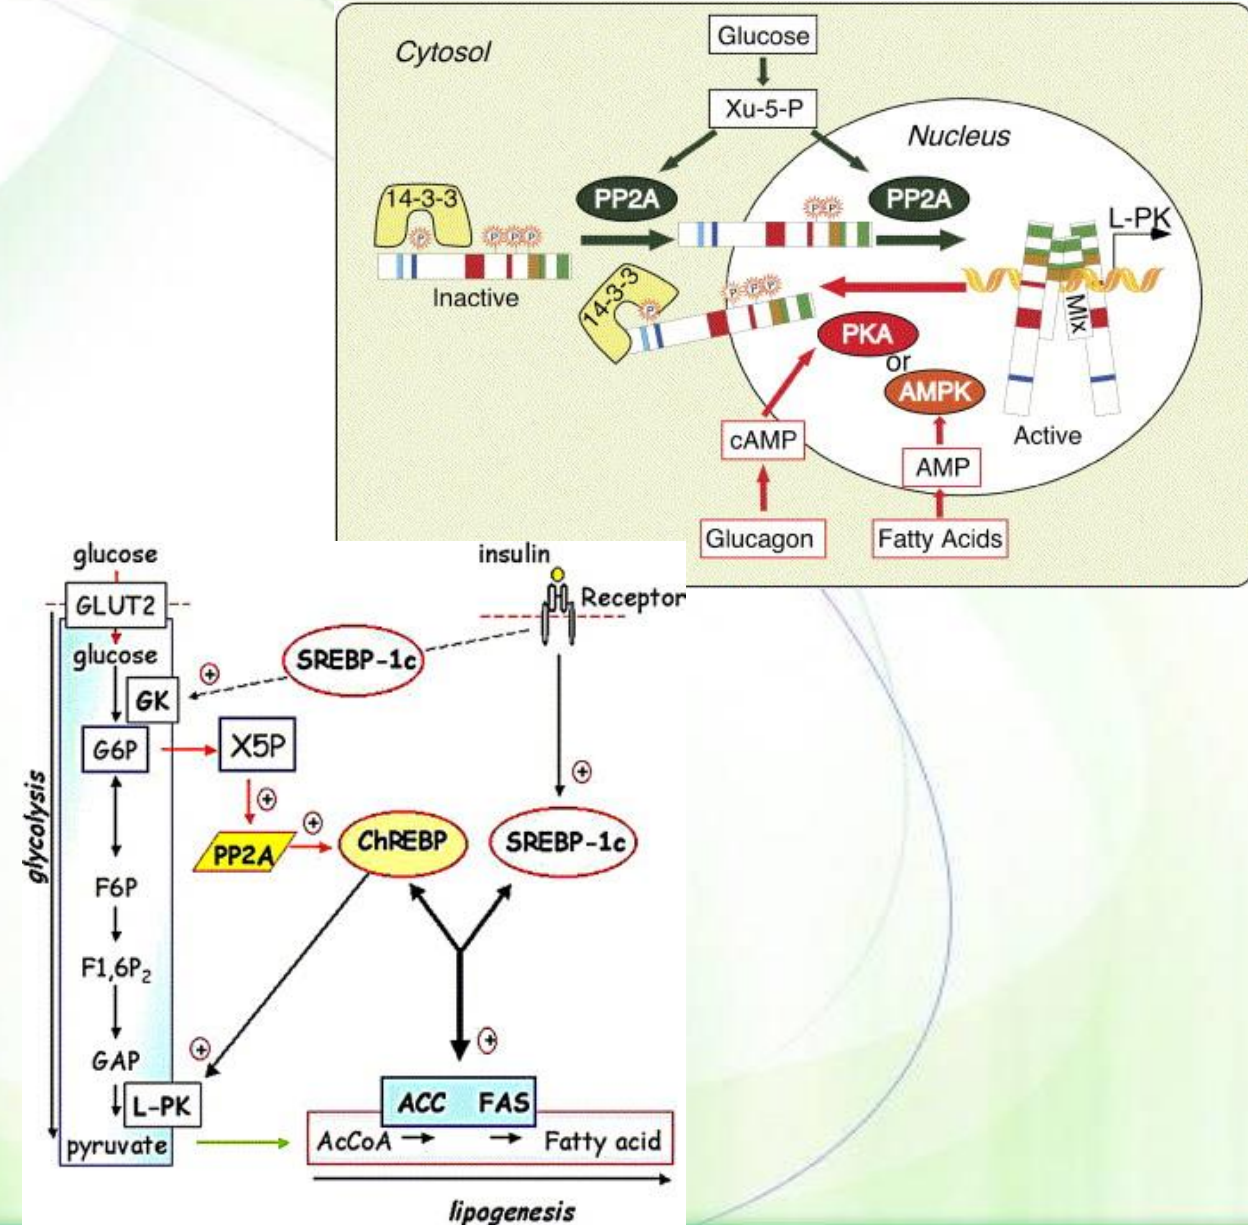 Cytosol
Glucose
Xu-5-P
Nucleus
14-3-3
P
P P P
Inactive
PP2A
P P
PP2A
L-PK
14-3-3
P
P P P
Mlx
PKA
or
AMPK
Active
cAMP
AMP
Glucagon
Fatty Acids
glucose
GLUT2
glucose
GK
G6P
X5P
insulin
Receptor
SREBP-1c
+
+
+
+
PP2A
ChREBP
SREBP-1c
glycolysis
F6P
F1,6P2
GAP
L-PK
pyruvate
+
+
ACC FAS
AcCoA
Fatty acid
lipogenesis